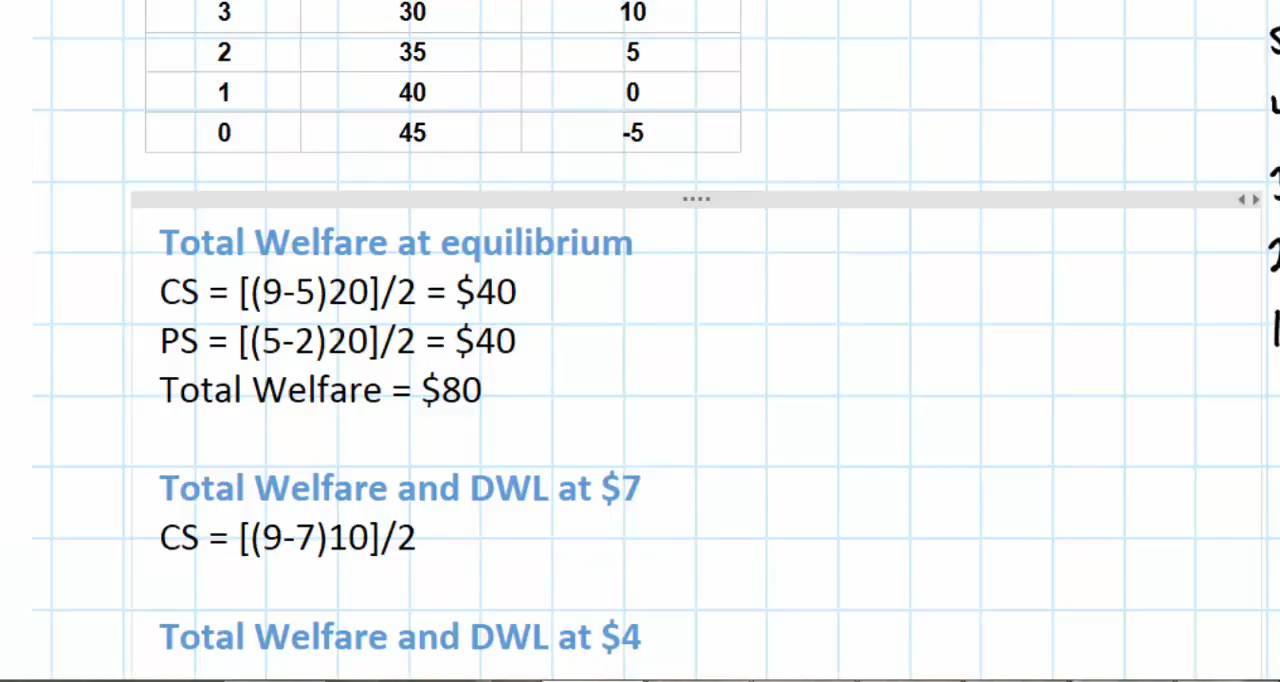 3 30 10
2 35 5
1 40 0
0 45 -5
Total Welfare at equilibrium
CS = [(9-5)20]/2 = $40
PS = [(5-2)20]/2 = $40
Total Welfare = $80
Total Welfare and DWL at $7
CS = [(9-7)10]/2
Total Welfare and DWL at $4